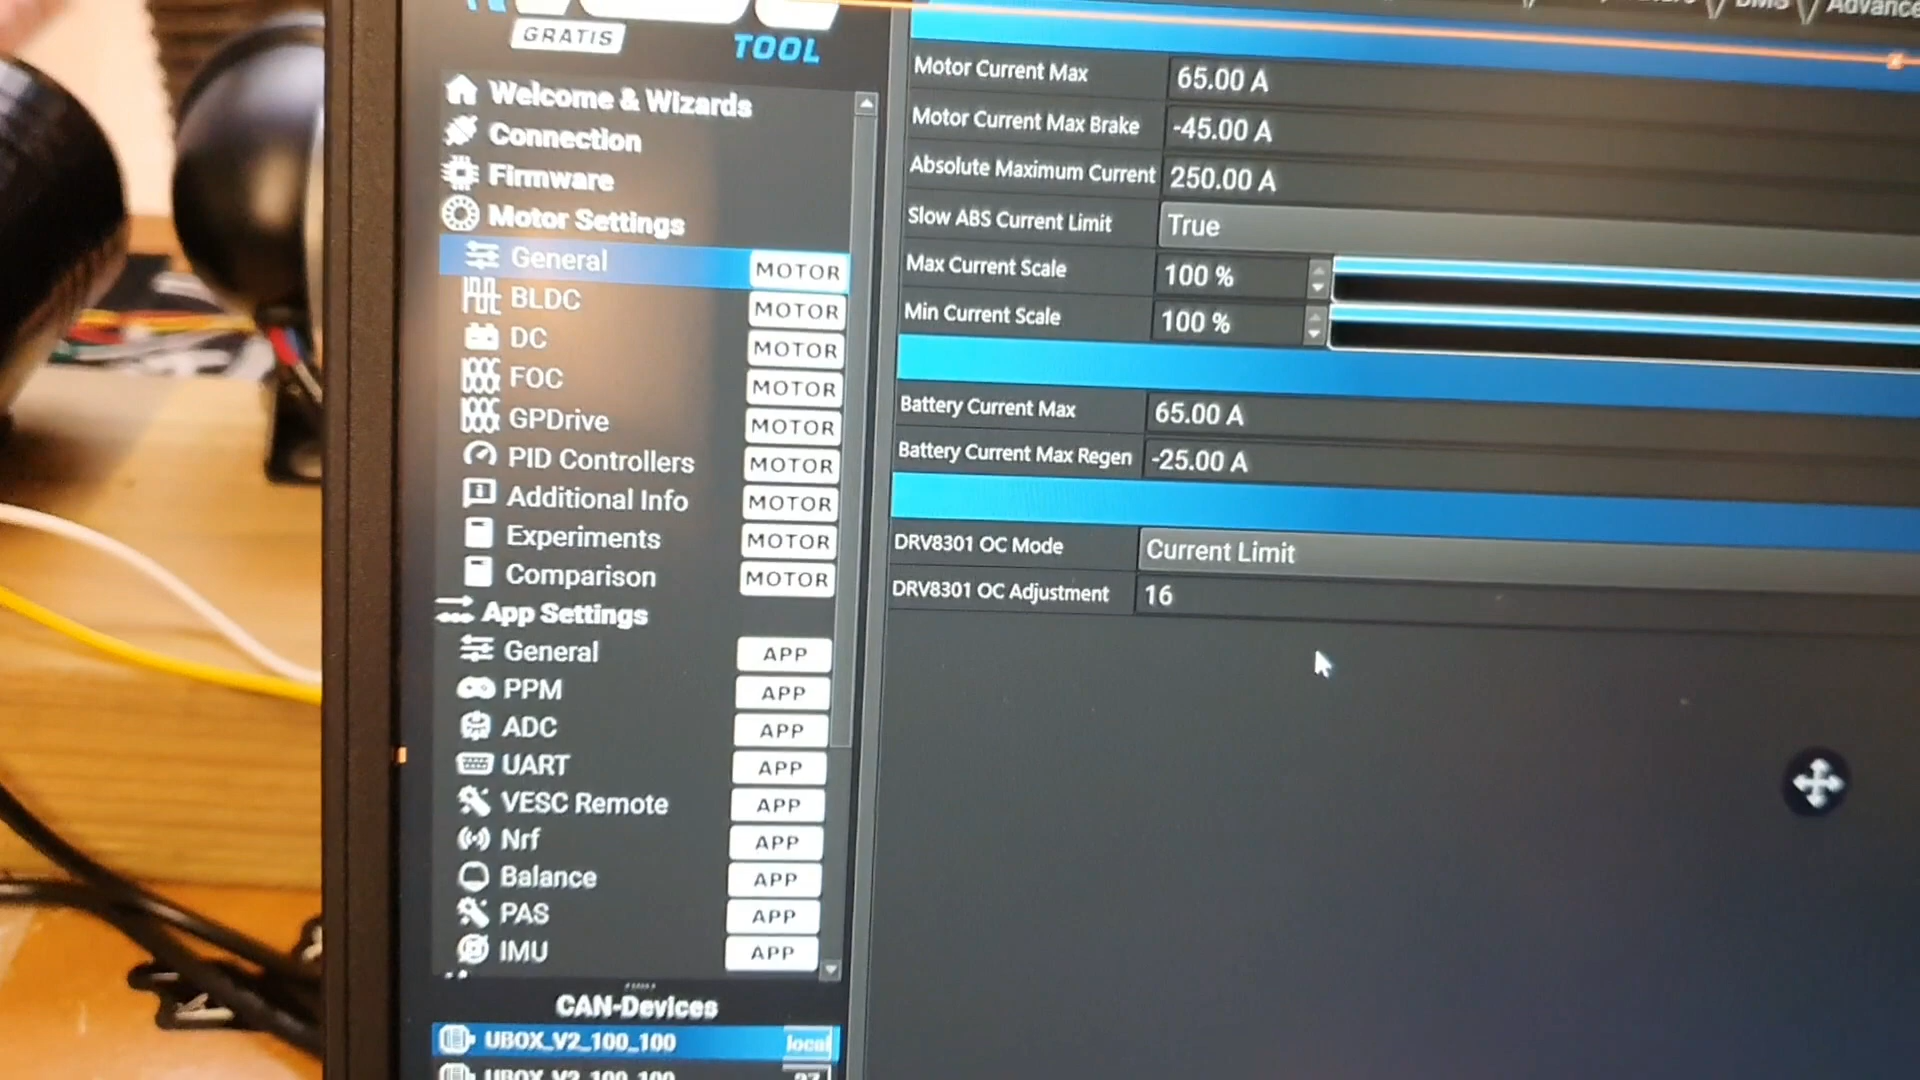 GRATIS
TOOL
Welcome & Wizards
Connection
Firmware
Motor Settings
General MOTOR
BLDC MOTOR
DC MOTOR
FOC MOTOR
GPDrive MOTOR
PID Controllers MOTOR
Additional Info MOTOR
Experiments MOTOR
Comparison MOTOR
App Settings
General APP
PPM APP
ADC APP
UART APP
VESC Remote APP
Nrf APP
Balance APP
PAS APP
IMU APP
CAN-Devices
UBOX_V2_100_100 local
UBOX_V2_100_100
BMS
Motor Current Max 65.00 A
Motor Current Max Brake -45.00 A
Absolute Maximum Current 250.00 A
Slow ABS Current Limit True
Max Current Scale 100 %
Min Current Scale 100 %
Battery Current Max 65.00 A
Battery Current Max Regen -25.00 A
DRV8301 OC Mode Current Limit
DRV8301 OC Adjustment 16